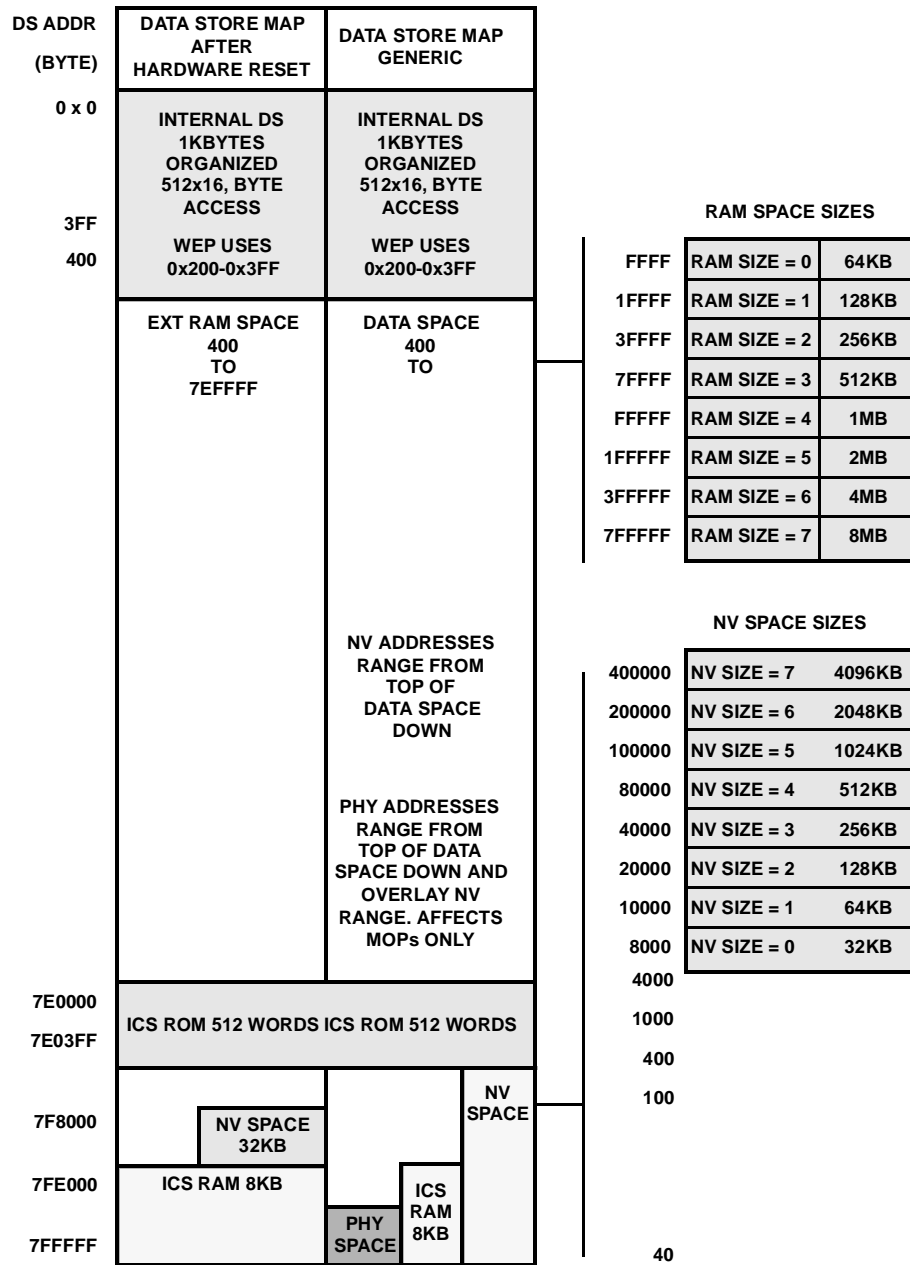 DS ADDR
(BYTE)
DATA STORE MAP
AFTER
HARDWARE RESET
DATA STORE MAP
GENERIC
0 x 0
3FF
400
INTERNAL DS
1KBYTES
ORGANIZED
512x16, BYTE
ACCESS
WEP USES
0x200-0x3FF
INTERNAL DS
1KBYTES
ORGANIZED
512x16, BYTE
ACCESS
WEP USES
0x200-0x3FF
EXT RAM SPACE
400
TO
7EFFFF
DATA SPACE
400
TO
NV ADDRESSES
RANGE FROM
TOP OF
DATA SPACE
DOWN
PHY ADDRESSES
RANGE FROM
TOP OF DATA
SPACE DOWN AND
OVERLAY NV
RANGE. AFFECTS
MOPs ONLY
7E0000
7E03FF
ICS ROM 512 WORDS ICS ROM 512 WORDS
7F8000
7FE000
7FFFFF
NV SPACE
32KB
ICS RAM 8KB
PHY
SPACE
ICS
RAM
8KB
NV
SPACE
RAM SPACE SIZES
FFFF RAM SIZE = 0 64KB
1FFFF RAM SIZE = 1 128KB
3FFFF RAM SIZE = 2 256KB
7FFFF RAM SIZE = 3 512KB
FFFFF RAM SIZE = 4 1MB
1FFFFF RAM SIZE = 5 2MB
3FFFFF RAM SIZE = 6 4MB
7FFFFF RAM SIZE = 7 8MB
NV SPACE SIZES
400000 NV SIZE = 7 4096KB
200000 NV SIZE = 6 2048KB
100000 NV SIZE = 5 1024KB
80000 NV SIZE = 4 512KB
40000 NV SIZE = 3 256KB
20000 NV SIZE = 2 128KB
10000 NV SIZE = 1 64KB
8000 NV SIZE = 0 32KB
4000
1000
400
100
40